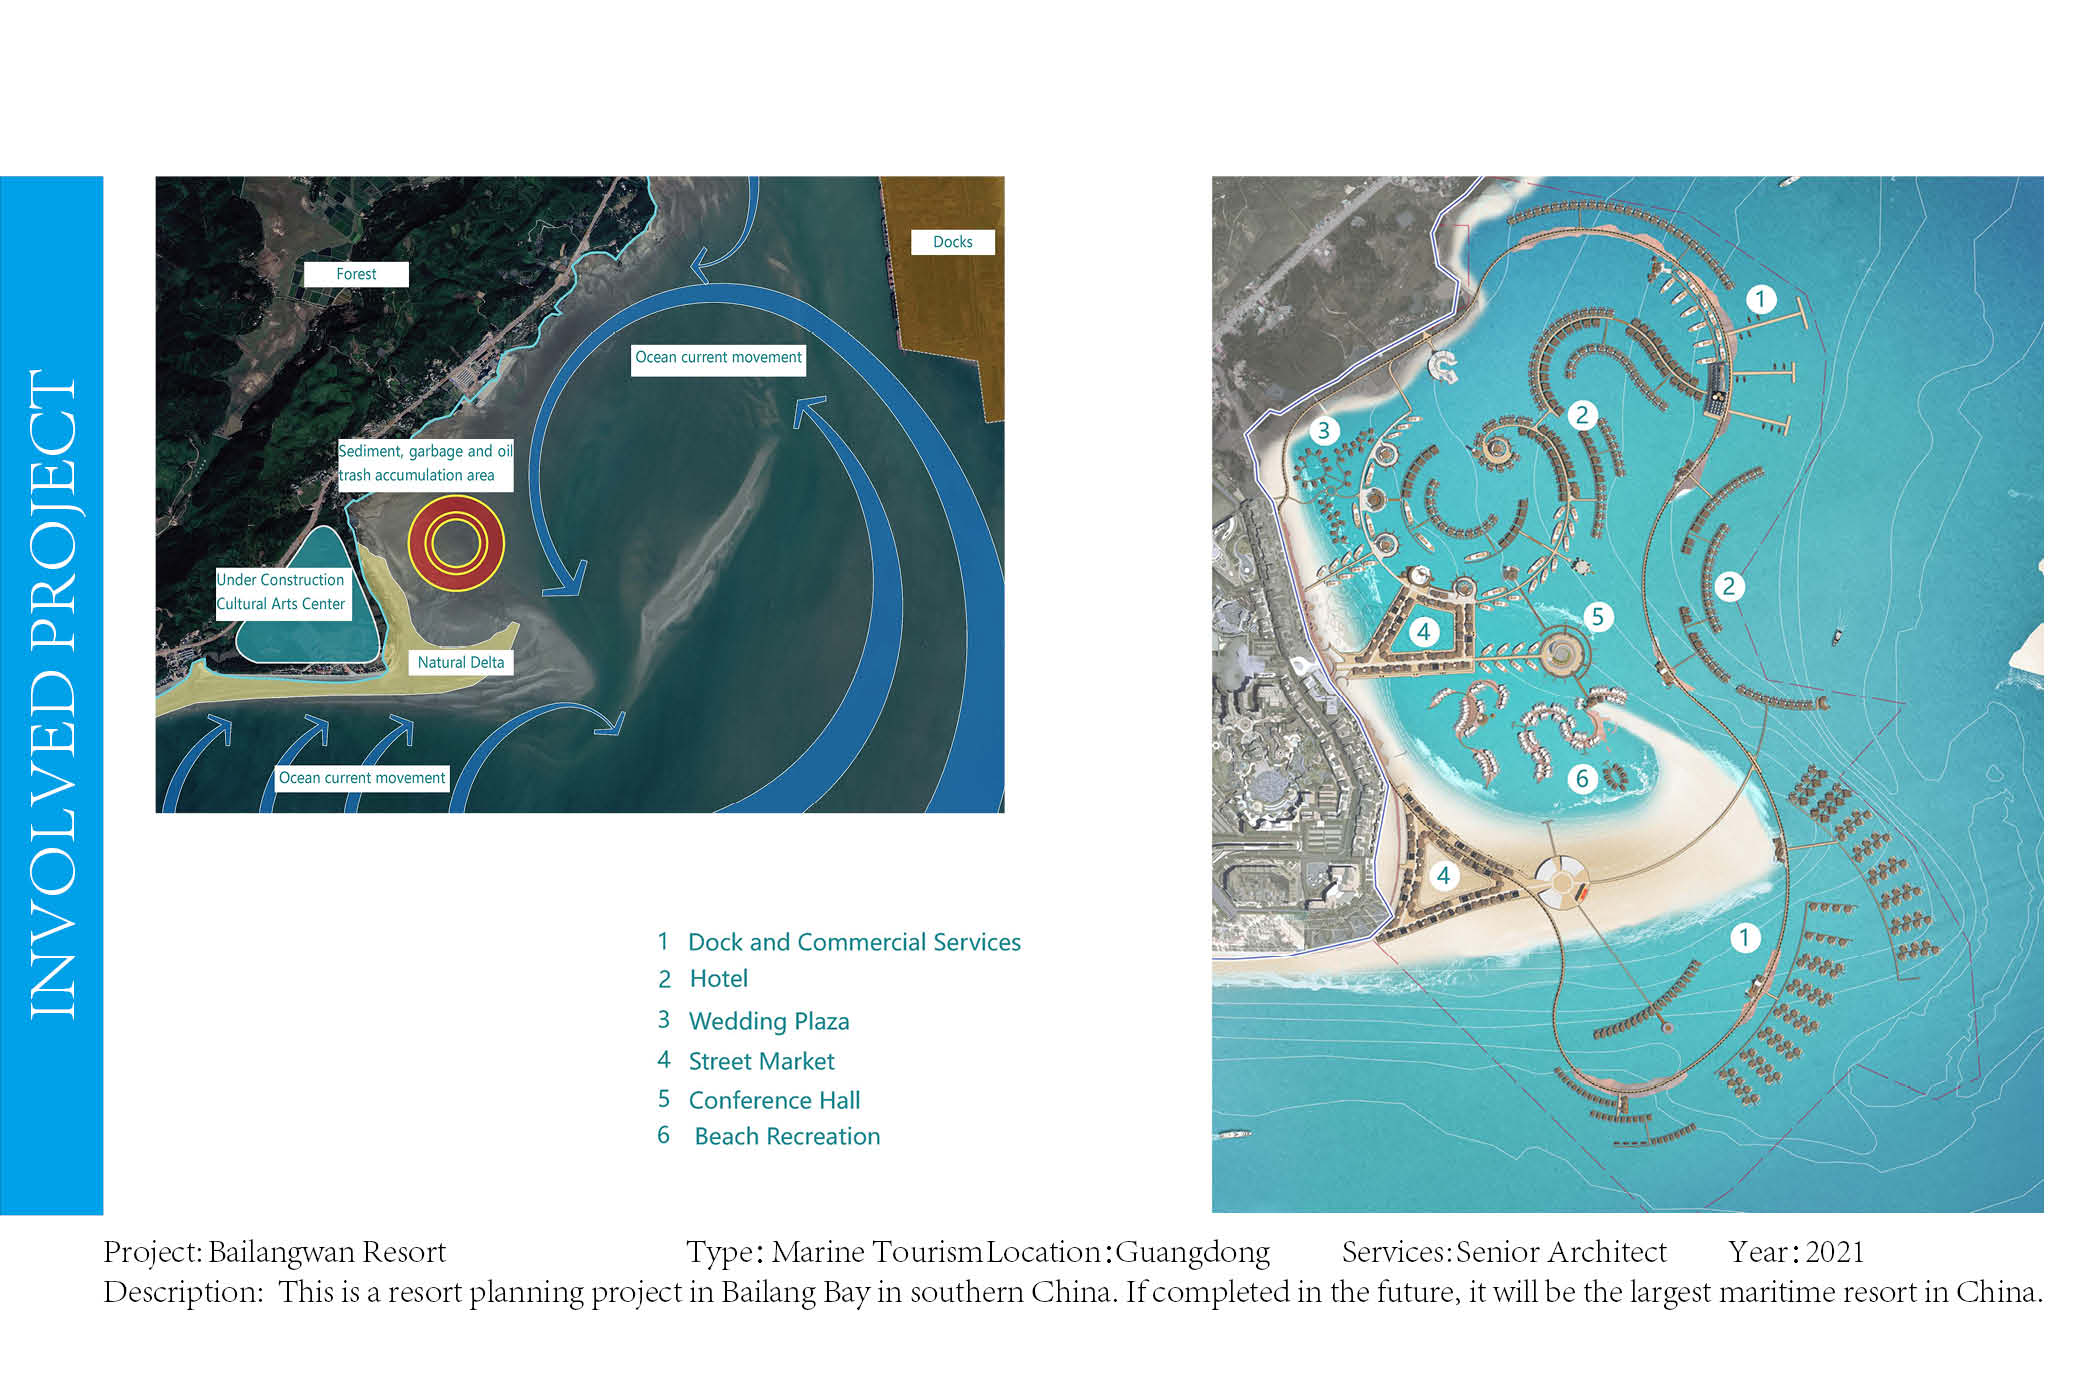 INVOLVED PROJECT
Forest
Docks
Ocean current movement
Sediment, garbage and oil
trash accumulation area
Under Construction
Cultural Arts Center
Natural Delta
Ocean current movement
1 Dock and Commercial Services
2 Hotel
3 Wedding Plaza
4 Street Market
5 Conference Hall
6 Beach Recreation
1
2
3
2
5
4
6
4
1
Project: Bailangwan Resort Type: Marine Tourism Location:Guangdong Services: Senior Architect Year: 2021
Description: This is a resort planning project in Bailang Bay in southern China. If completed in the future, it will be the largest maritime resort in China.